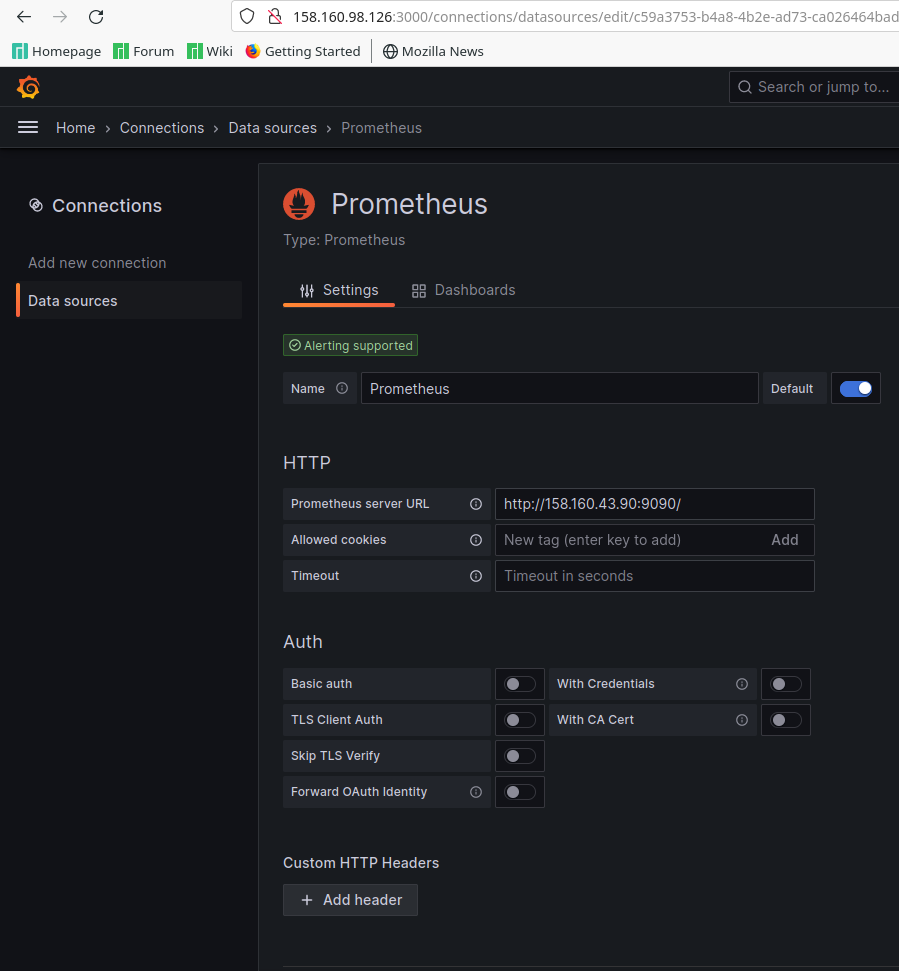 158.160.98.126:3000/connections/datasources/edit/c59a3753-b4a8-4b2e-ad73-ca026464bad
Homepage Forum Wiki Getting Started Mozilla News
Search or jump to...
Home › Connections › Data sources › Prometheus
Connections
Add new connection
Data sources
Prometheus
Type: Prometheus
Settings Dashboards
Alerting supported
Name Prometheus Default
HTTP
Prometheus server URL http://158.160.43.90:9090/
Allowed cookies New tag (enter key to add) Add
Timeout Timeout in seconds
Auth
Basic auth With Credentials
TLS Client Auth With CA Cert
Skip TLS Verify
Forward OAuth Identity
Custom HTTP Headers
+ Add header